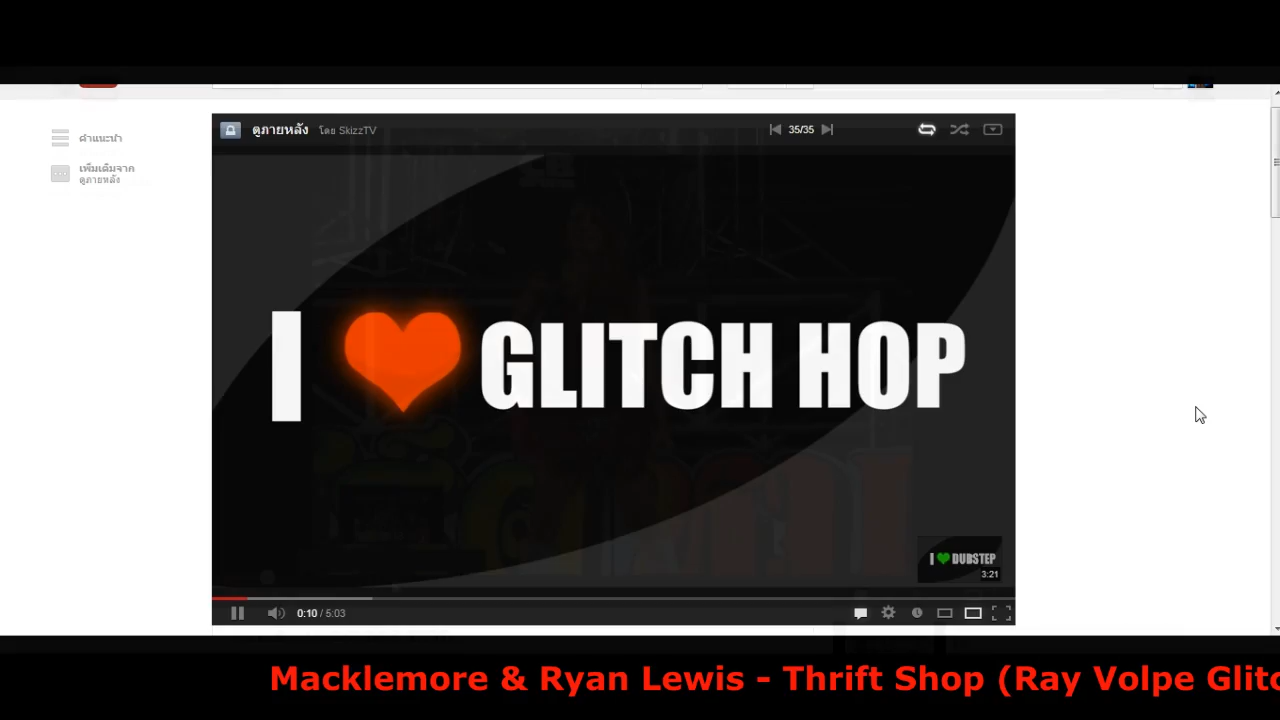 คำแนะนำ
เพิ่มเติมจาก
ดูภายหลัง
ดูภายหลัง โดย SkizzTV
35/35
I GLITCH HOP
I DUBSTEP
3:21
0:10 / 5:03
Macklemore & Ryan Lewis - Thrift Shop (Ray Volpe Glitc